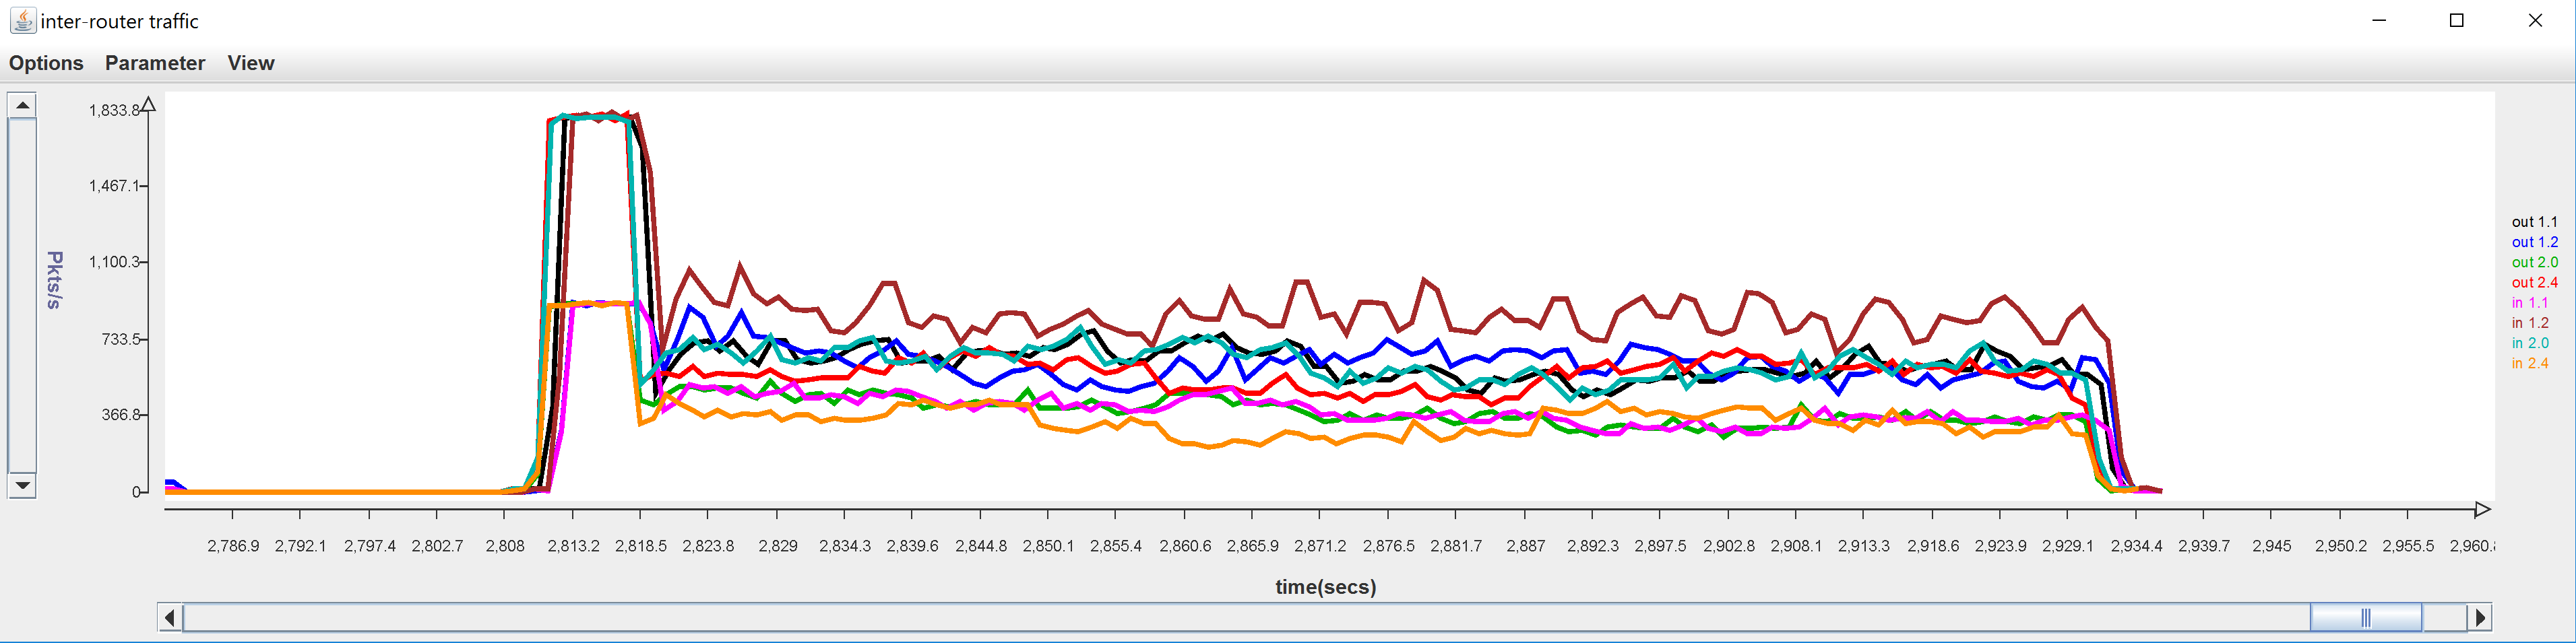 inter-router traffic
Options Parameter View
1,833.8
1,467.1
1,100.3
733.5
366.8
0
Pkts/s
out 1.1
out 1.2
out 2.0
out 2.4
in 1.1
in 1.2
in 2.0
in 2.4
2,786.9 2,792.1 2,797.4 2,802.7 2,808 2,813.2 2,818.5 2,823.8 2,829 2,834.3 2,839.6 2,844.8 2,850.1 2,855.4 2,860.6 2,865.9 2,871.2 2,876.5 2,881.7 2,887 2,892.3 2,897.5 2,902.8 2,908.1 2,913.3 2,918.6 2,923.9 2,929.1 2,934.4 2,939.7 2,945 2,950.2 2,955.5 2,960.
time(secs)